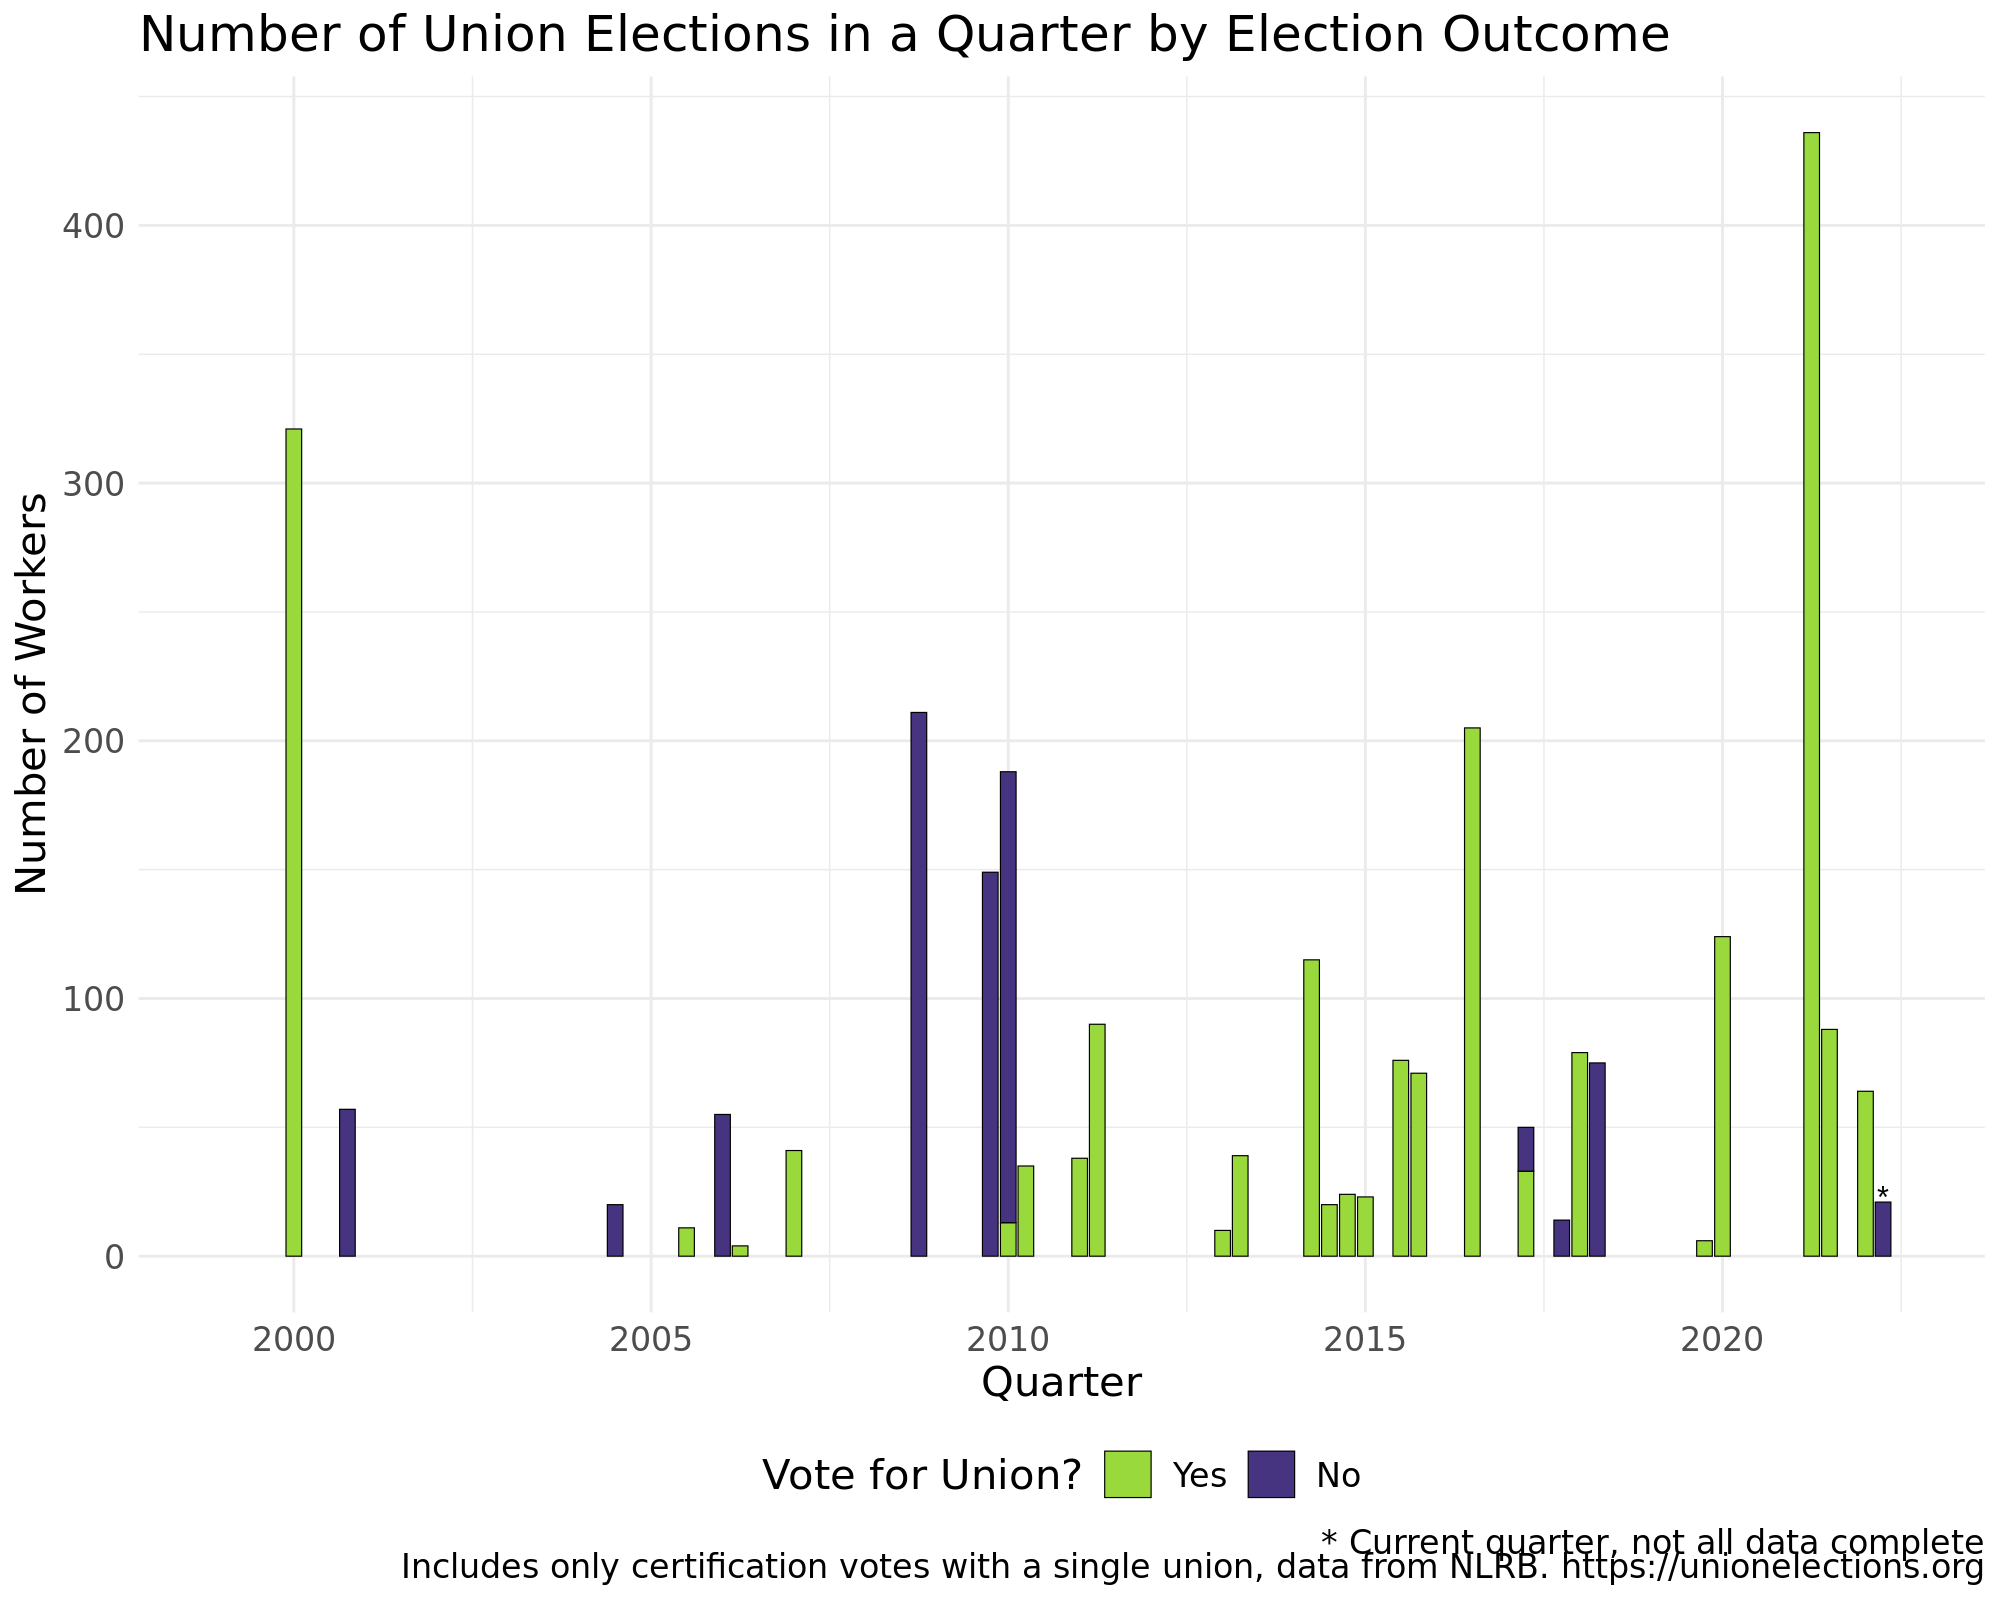 Number of Union Elections in a Quarter by Election Outcome
Number of Workers
400
300
200
100
0
*
2000 2005 2010 2015 2020
Quarter
Vote for Union? Yes No
* Current quarter, not all data complete
Includes only certification votes with a single union, data from NLRB. https://unionelections.org